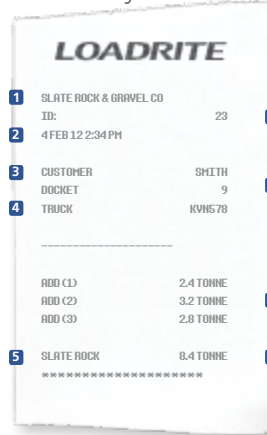 LOADRITE
1 SLATE ROCK & GRAVEL CO
ID: 23
2 4 FEB 12 2:34 PM
3 CUSTOMER SMITH
DOCKET 9
4 TRUCK KVN578
---------------------
ADD (1) 2.4 TONNE
ADD (2) 3.2 TONNE
ADD (3) 2.8 TONNE
5 SLATE ROCK 8.4 TONNE
*********************